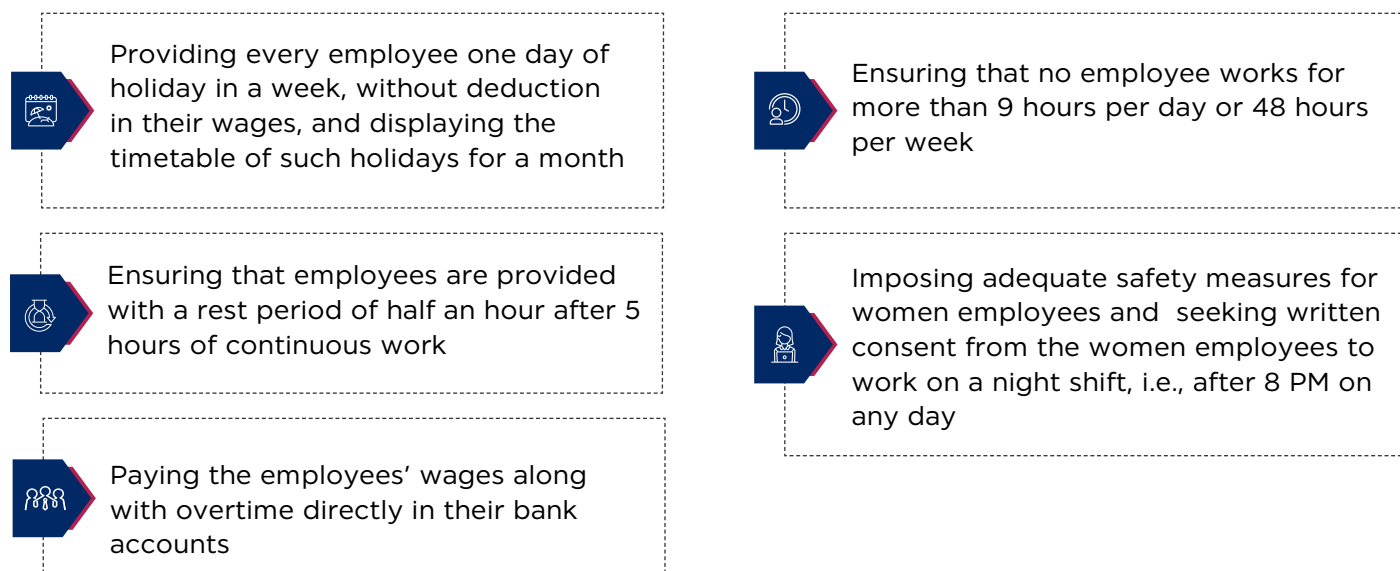 Providing every employee one day of
holiday in a week, without deduction
in their wages, and displaying the
timetable of such holidays for a month
Ensuring that no employee works for
more than 9 hours per day or 48 hours
per week
Ensuring that employees are provided
with a rest period of half an hour after 5
hours of continuous work
Imposing adequate safety measures for
women employees and  seeking written
consent from the women employees to
work on a night shift, i.e., after 8 PM on
any day
Paying the employees’ wages along
with overtime directly in their bank
accounts